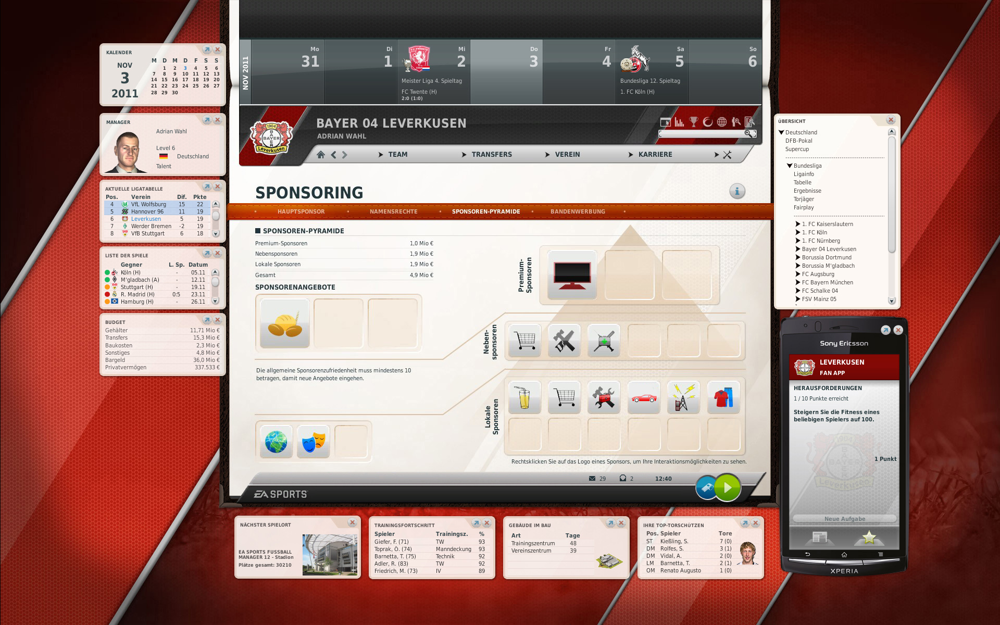 NOV 2011
Mo 31
Di 1
Mi 2
Meister Liga 4. Spieltag
FC Twente (H)
2:0 (1:0)
Do 3
Fr 4
Sa 5
Bundesliga 12. Spieltag
1. FC Köln (H)
So 6
KALENDER
NOV
3
2011
M D M D F S S
1 2 3 4 5 6
7 8 9 10 11 12 13
14 15 16 17 18 19 20
21 22 23 24 25 26 27
28 29 30
MANAGER
Adrian Wahl
Level 6
Deutschland
Talent
AKTUELLE LIGATABELLE
Pos. Verein Dif. Pkte
4 VfL Wolfsburg 15 22
5 Hannover 96 11 19
6 Leverkusen 5 19
7 Werder Bremen -2 19
8 VfB Stuttgart 6 18
LISTE DER SPIELE
Gegner L. Sp. Datum
Köln (H) - 05.11
M'gladbach (A) - 12.11
Stuttgart (H) - 19.11
R. Madrid (H) 0:5 23.11
Hamburg (H) - 26.11
BUDGET
Gehälter 11,71 Mio €
Transfers 15,3 Mio €
Baukosten 2,3 Mio €
Sonstiges 4,8 Mio €
Bargeld 36,0 Mio €
Privatvermögen 337.533 €
1904
BAYER
Leverkusen
BAYER 04 LEVERKUSEN
ADRIAN WAHL
TEAM TRANSFERS VEREIN KARRIERE
SPONSORING
HAUPTSPONSOR NAMENSRECHTE SPONSOREN-PYRAMIDE BANDENWERBUNG
SPONSOREN-PYRAMIDE
Premium-Sponsoren 1,0 Mio €
Nebensponsoren 1,9 Mio €
Lokale Sponsoren 1,9 Mio €
Gesamt 4,9 Mio €
SPONSORENANGEBOTE
Die allgemeine Sponsorenzufriedenheit muss mindestens 10
betragen, damit neue Angebote eingehen.
Premium-
Sponsoren
Neben-
sponsoren
Lokale
Sponsoren
Rechtsklicken Sie auf das Logo eines Sponsors, um Ihre Interaktionsmöglichkeiten zu sehen.
29 2 12:40
EA SPORTS
ÜBERSICHT
Deutschland
DFB-Pokal
Supercup
Bundesliga
Ligainfo
Tabelle
Ergebnisse
Torjäger
Fairplay
1. FC Kaiserslautern
1. FC Köln
1. FC Nürnberg
Bayer 04 Leverkusen
Borussia Dortmund
Borussia M'gladbach
FC Augsburg
FC Bayern München
FC Schalke 04
FSV Mainz 05
Sony Ericsson
LEVERKUSEN
FAN APP
HERAUSFORDERUNGEN
1 / 10 Punkte erreicht
Steigern Sie die Fitness eines
beliebigen Spielers auf 100.
1 Punkt
Neue Aufgabe
XPERIA
NÄCHSTER SPIELORT
EA SPORTS FUSSBALL
MANAGER 12 - Stadion
Plätze gesamt: 30210
TRAININGSFORTSCHRITT
Spieler Trainingsz. %
Giefer, F. (71) TW 93
Toprak, Ö. (74) Manndeckung 93
Barnetta, T. (75) Technik 92
Adler, R. (83) TW 92
Friedrich, M. (73) IV 89
GEBÄUDE IM BAU
Art Tage
Trainingszentrum 48
Vereinszentrum 39
IHRE TOP-TORSCHÜTZEN
Pos. Spieler Tore
ST Kießling, S. 7 (0)
DM Rolfes, S. 3 (1)
DM Vidal, A. 2 (0)
LM Barnetta, T. 2 (1)
OM Renato Augusto 1 (0)